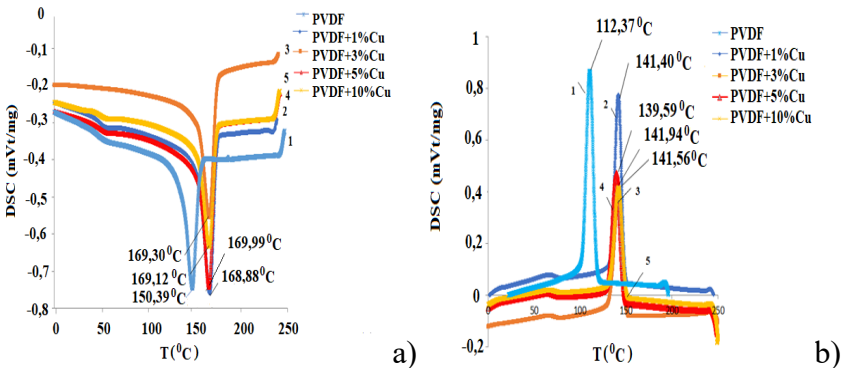 0
-0,1
-0,2
-0,3
-0,4
-0,5
-0,6
-0,7
-0,8
DSC (mVt/mg)
PVDF
PVDF+1%Cu
PVDF+3%Cu
PVDF+5%Cu
PVDF+10%Cu
3
5
4
2
1
169,30⁰C
169,12⁰C
150,39⁰C
169,99⁰C
168,88⁰C
0 50 100 150 200 250
T(⁰C)
a)
1
0,8
0,6
0,4
0,2
0
-0,2
DSC (mVt/mg)
112,37⁰C
141,40⁰C
139,59⁰C
141,94⁰C
141,56⁰C
PVDF
PVDF+1%Cu
PVDF+3%Cu
PVDF+5%Cu
PVDF+10%Cu
1
2
4
3
5
0 50 100 150 200 250
T(⁰C)
b)